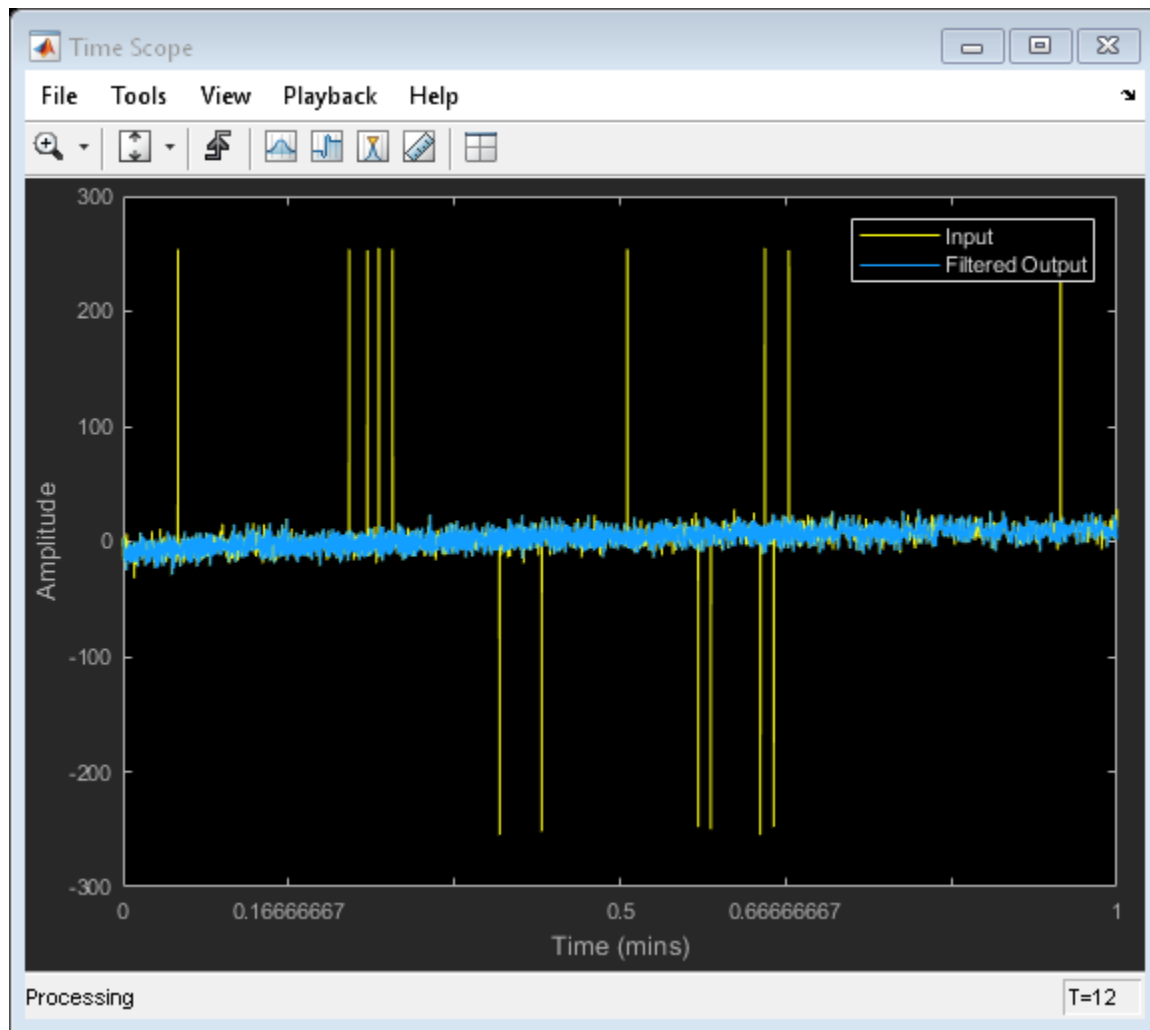 Time Scope
File Tools View Playback Help
300
Input
Filtered Output
200
100
0
-100
-200
-300
Amplitude
0 0.16666667 0.5 0.66666667 1
Time (mins)
Processing T=12